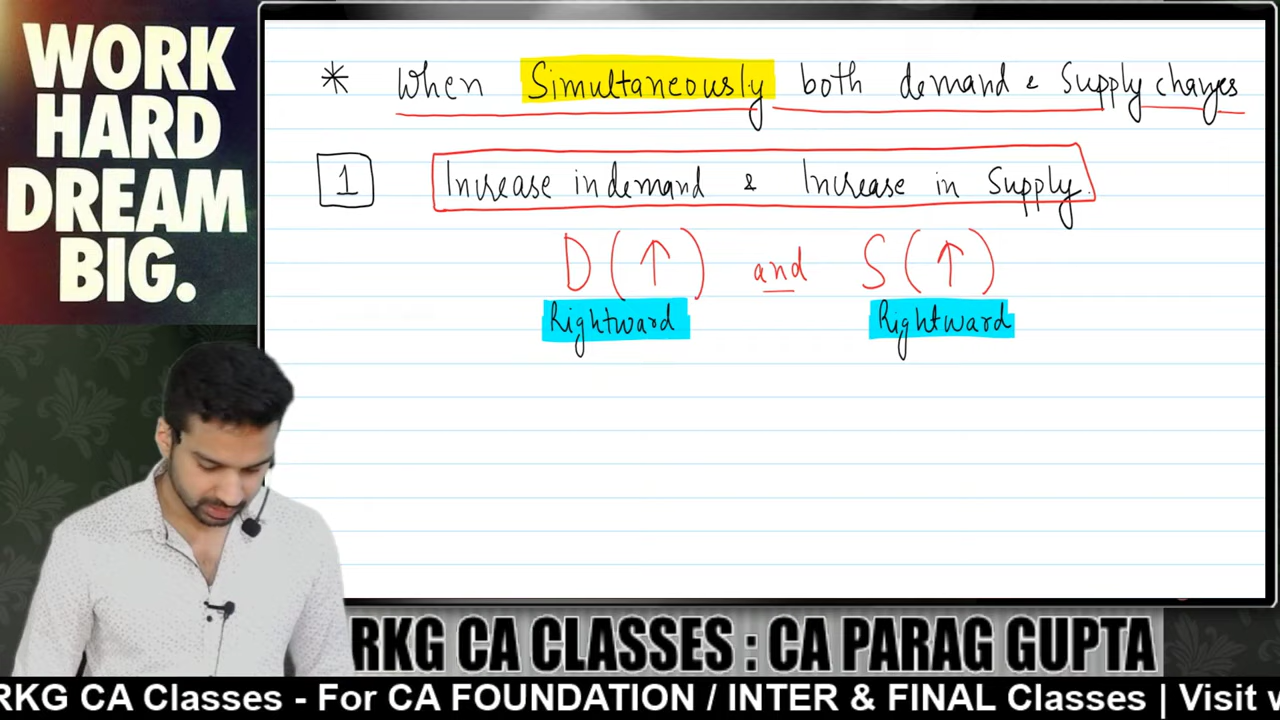 WORK
HARD
DREAM
BIG.
* When Simultaneously both demand & Supply changes
1 Increase in demand & Increase in Supply.
D (↑) and S (↑)
Rightward Rightward
RKG CA CLASSES : CA PARAG GUPTA
RKG CA Classes - For CA FOUNDATION / INTER & FINAL Classes | Visit